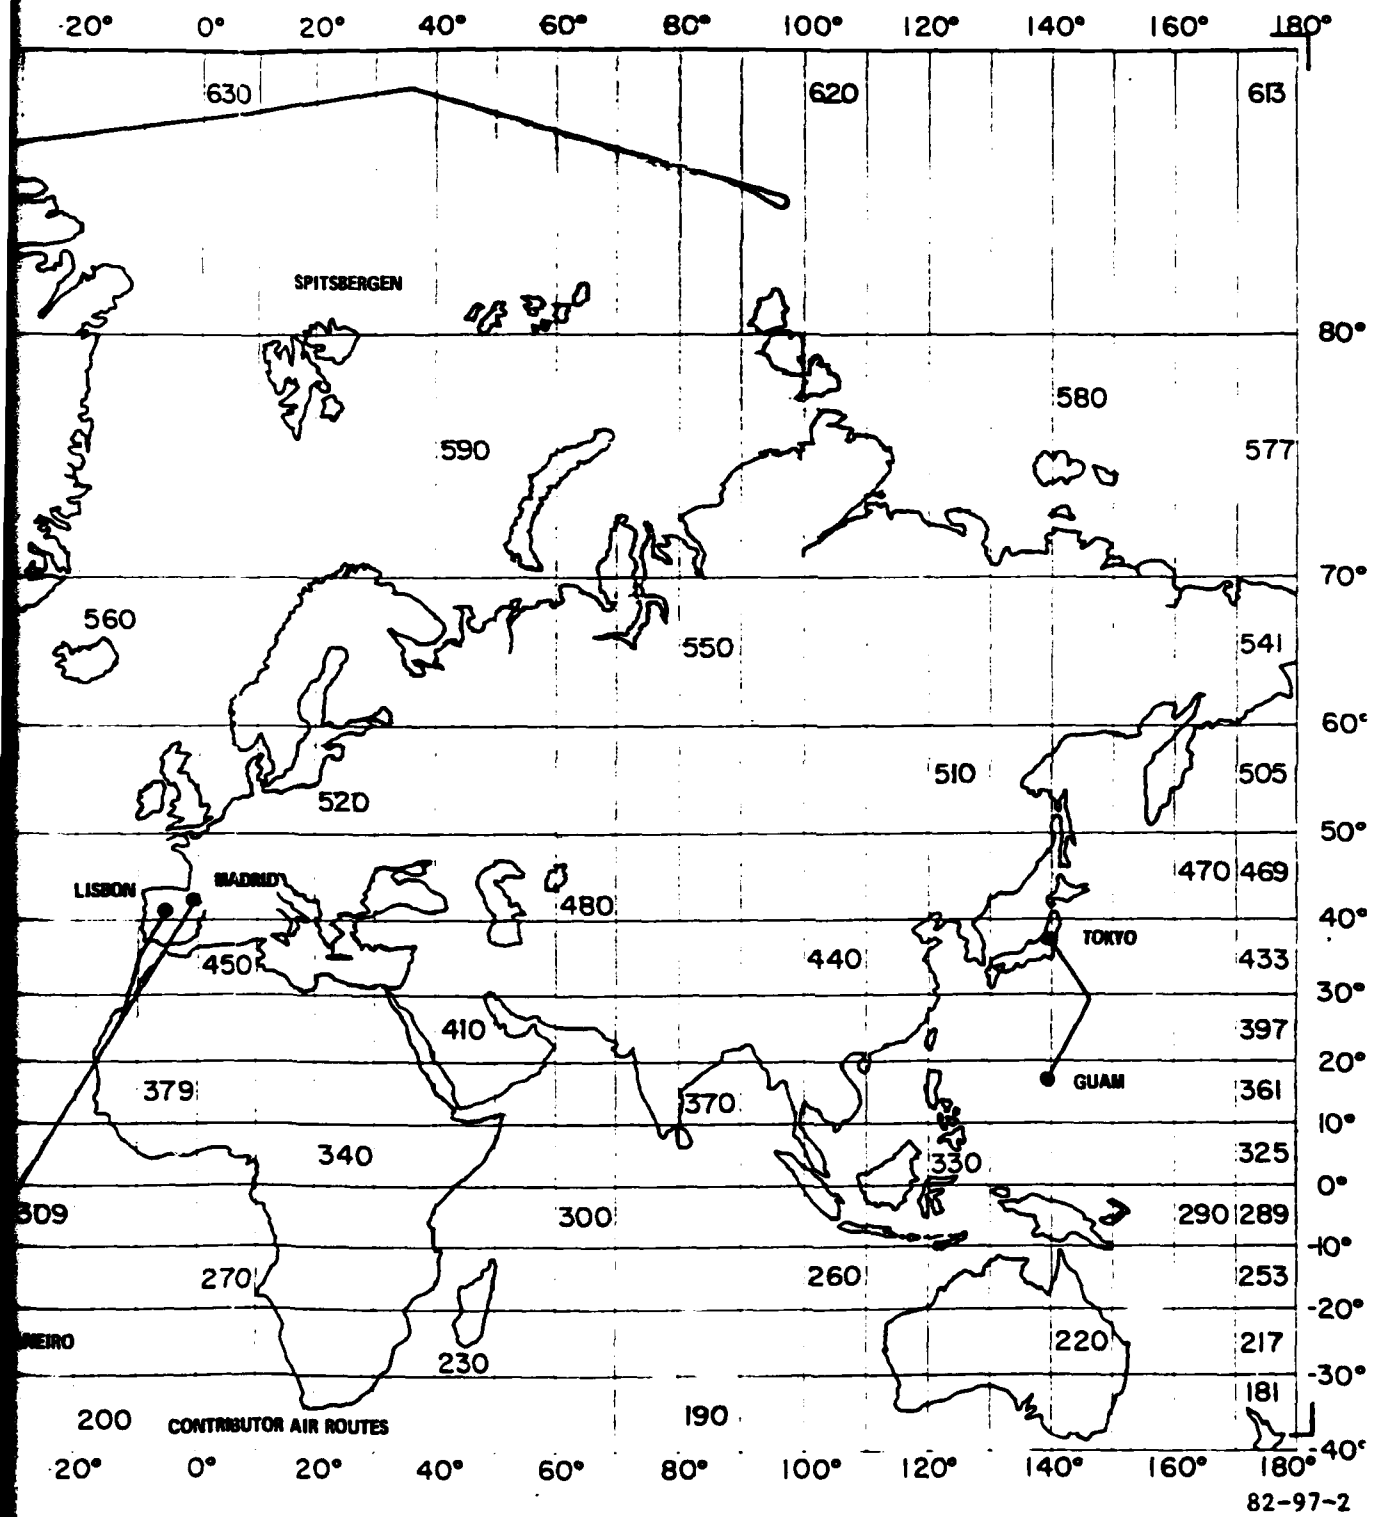 -20° 0° 20° 40° 60° 80° 100° 120° 140° 160° 180°
630 620 613
SPITSBERGEN
80°
580
590 577
70°
560 550 541
60°
510 505
520
50°
LISBON MADRID 470 469
480
40°
TOKYO
450 440 433
30°
410 397
20°
GUAM
379 370 361
10°
340 330 325
0°
309 300 290 289
-10°
270 260 253
-20°
NEIRO 220 217
230
-30°
181
200 CONTRIBUTOR AIR ROUTES 190
-40°
-20° 0° 20° 40° 60° 80° 100° 120° 140° 160° 180°
82-97-2